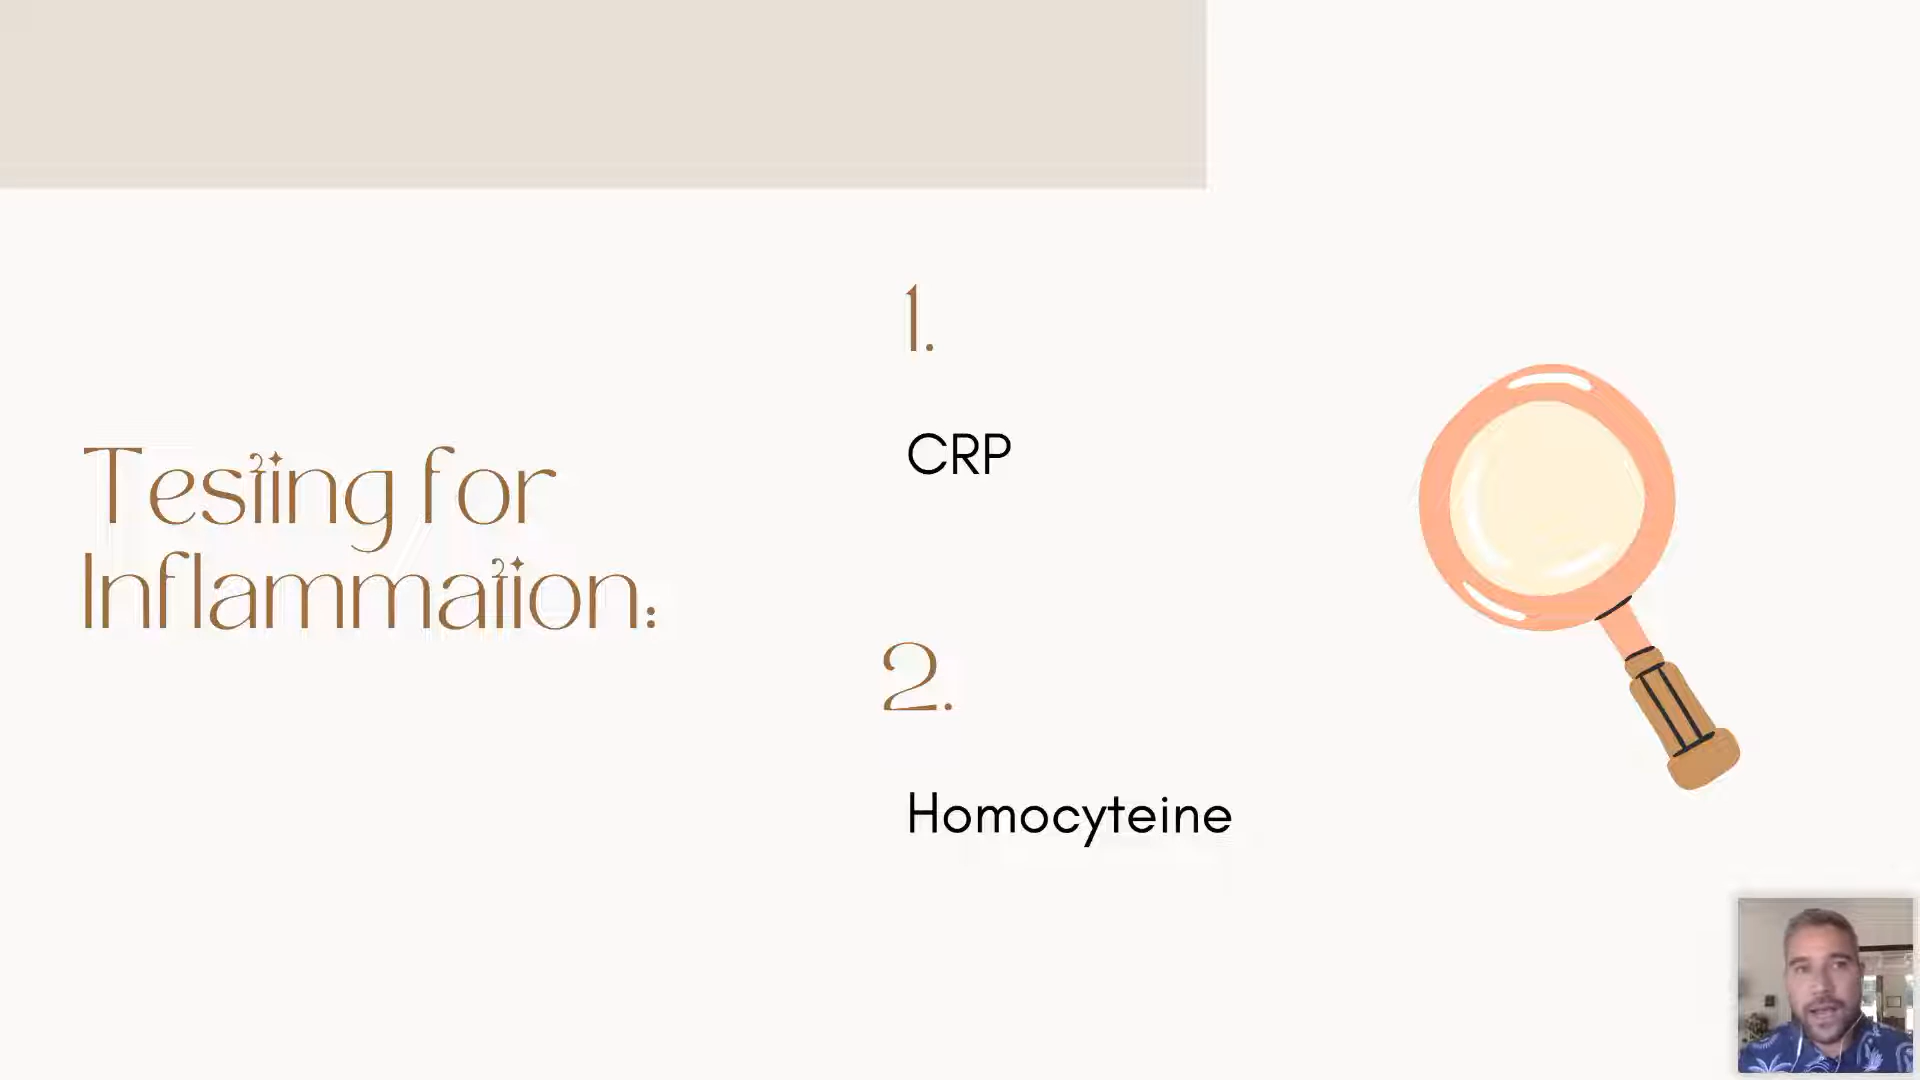 Testing for
Inflammation:
1.
CRP
2.
Homocyteine